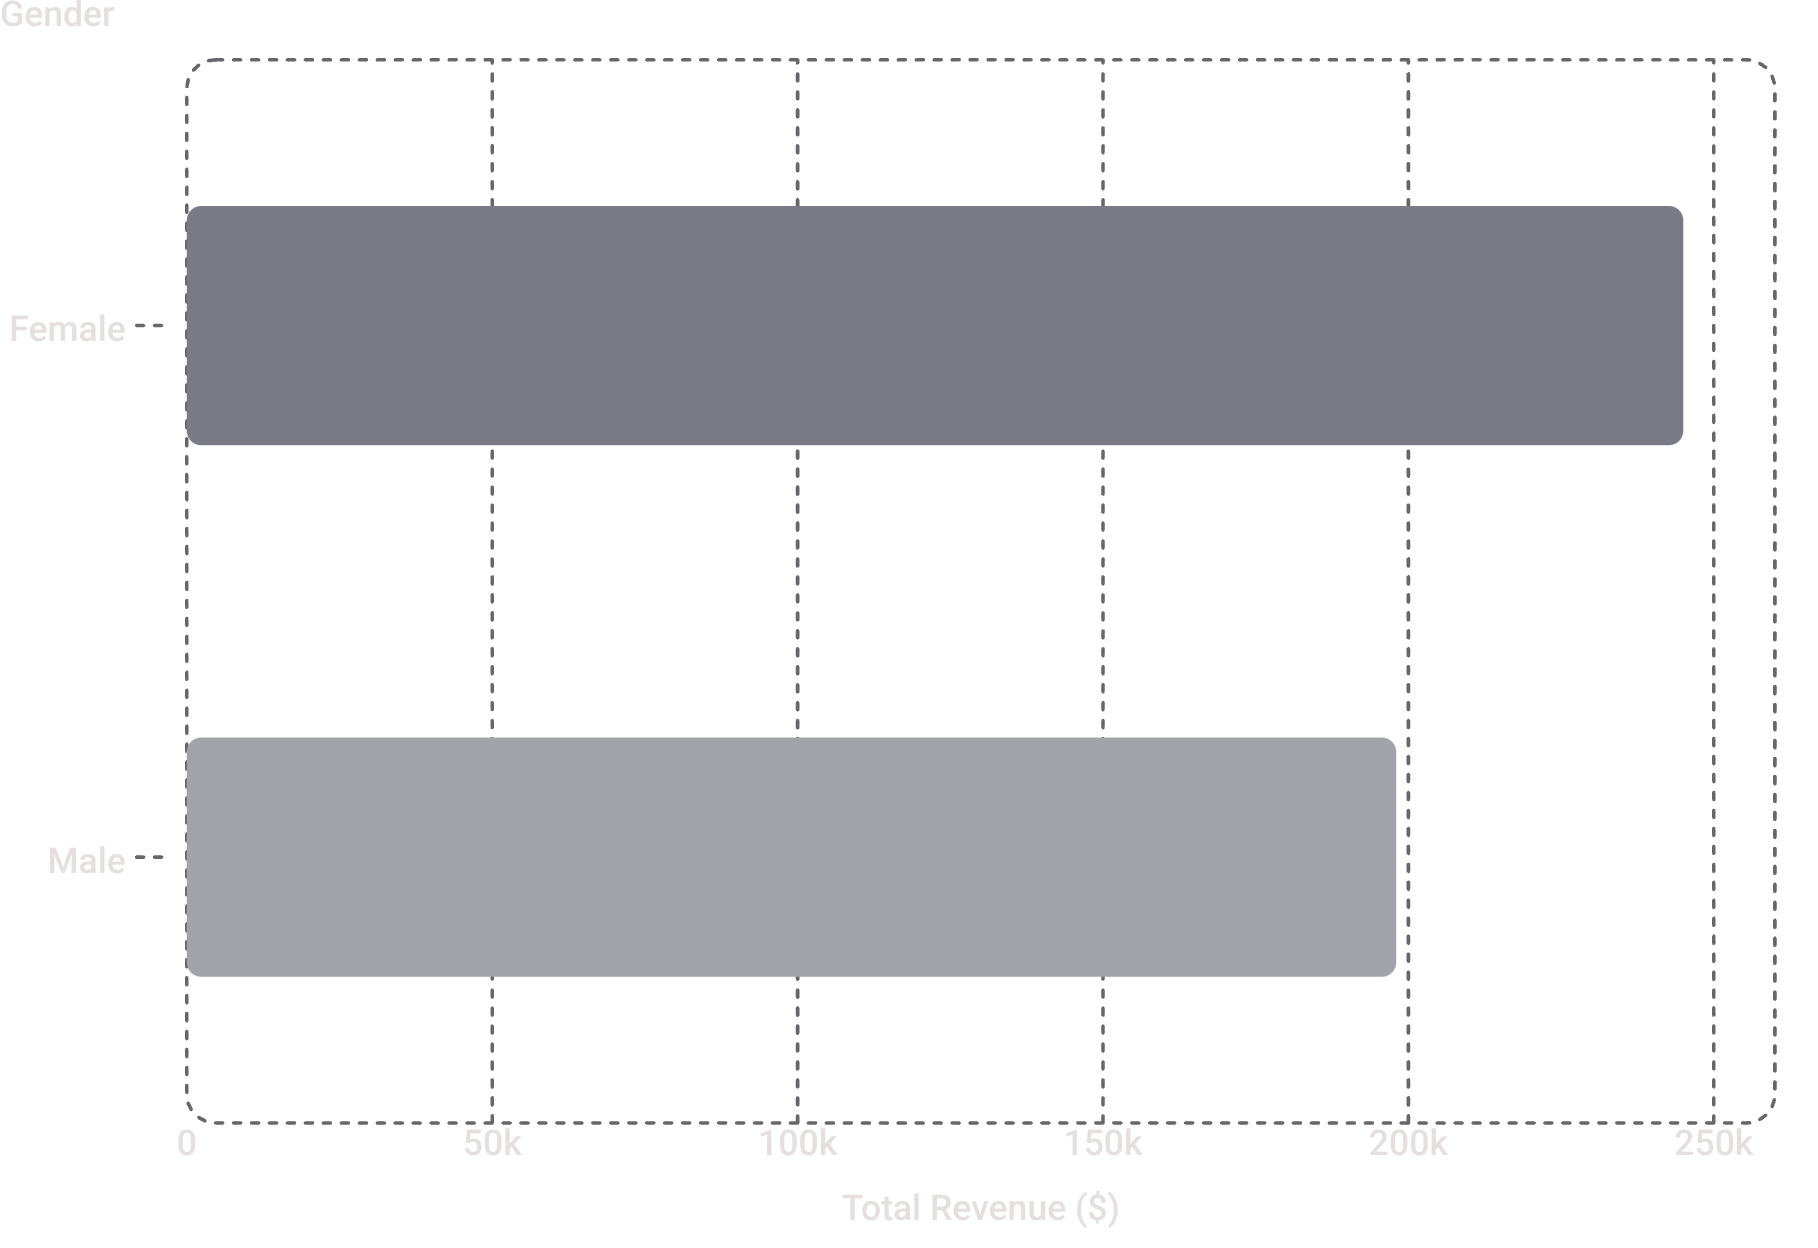 Gender
Female
Male
0 50k 100k 150k 200k 250k
Total Revenue ($)